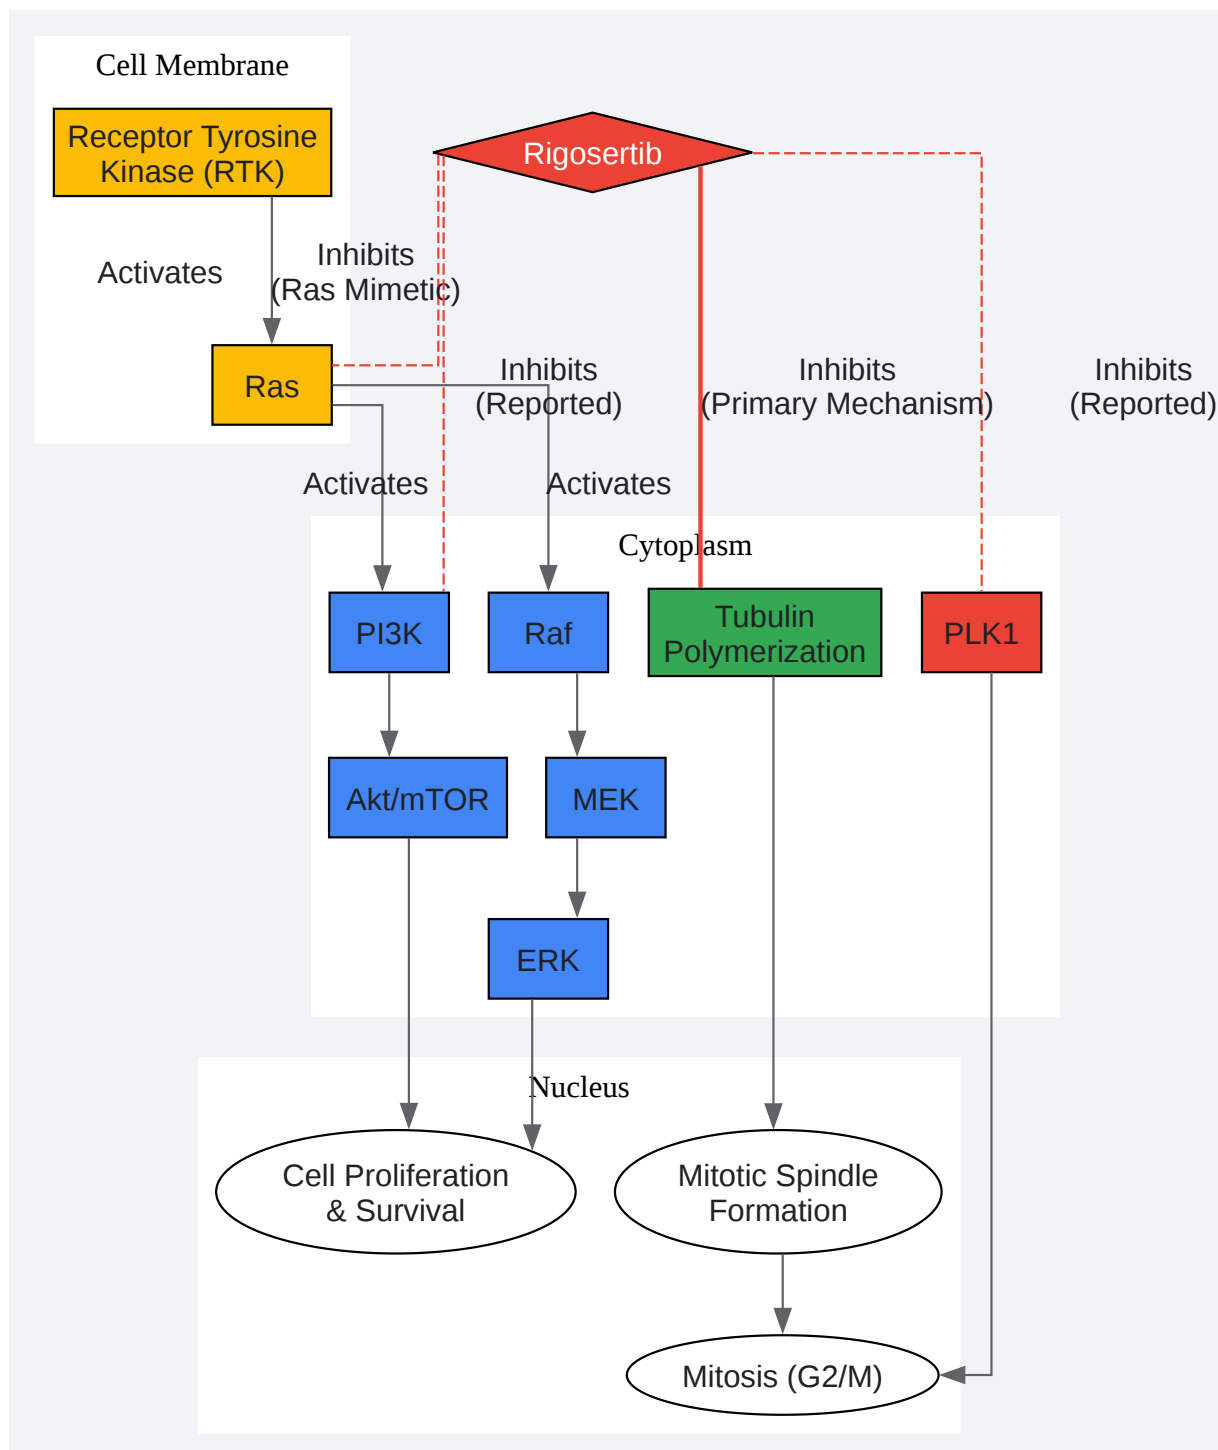 Cell Membrane
Receptor Tyrosine
Kinase (RTK)
Rigosertib
Activates
Inhibits
(Ras Mimetic)
Ras
Inhibits
(Reported)
Inhibits
(Primary Mechanism)
Inhibits
(Reported)
Activates
Activates
Cytoplasm
PI3K
Raf
Tubulin
Polymerization
PLK1
Akt/mTOR
MEK
ERK
Nucleus
Cell Proliferation
& Survival
Mitotic Spindle
Formation
Mitosis (G2/M)